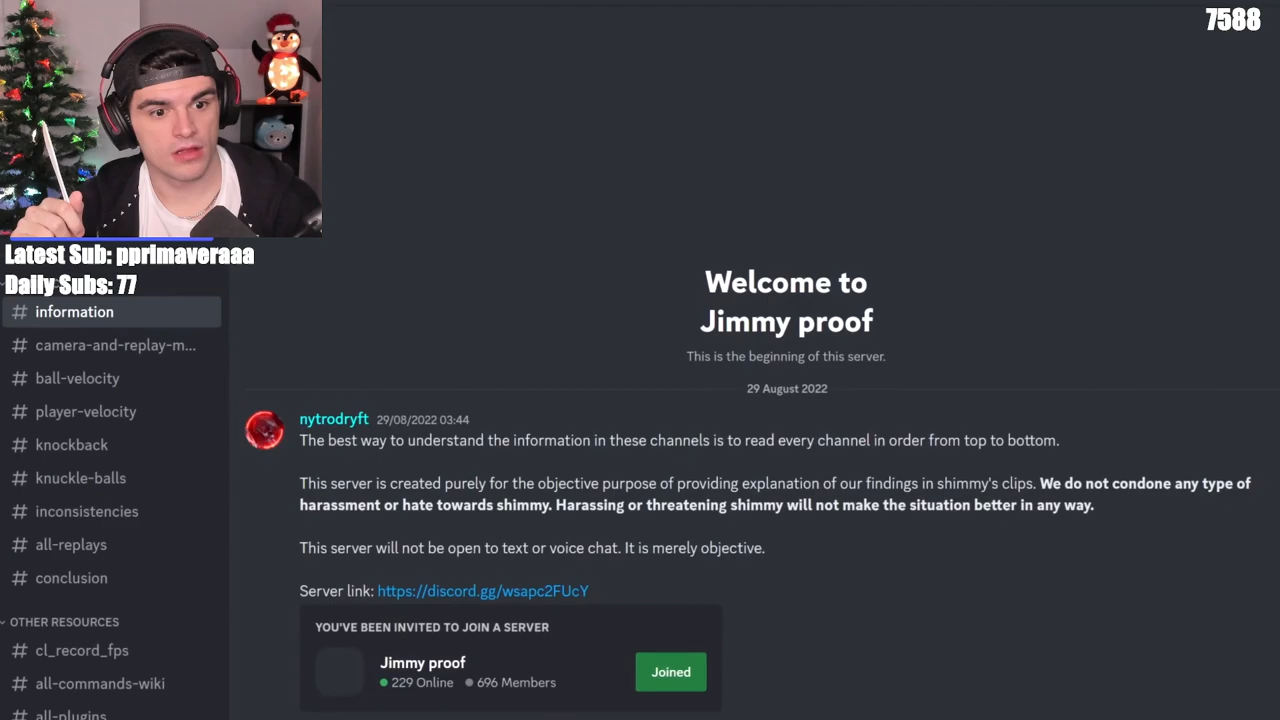 7588
Latest Sub: pprimaveraaa
Daily Subs: 77
# information
# camera-and-replay-m...
# ball-velocity
# player-velocity
# knockback
# knuckle-balls
# inconsistencies
# all-replays
# conclusion
OTHER RESOURCES
# cl_record_fps
# all-commands-wiki
# all-plugins
Welcome to
Jimmy proof
This is the beginning of this server.
29 August 2022
nytrodryft 29/08/2022 03:44
The best way to understand the information in these channels is to read every channel in order from top to bottom.
This server is created purely for the objective purpose of providing explanation of our findings in shimmy's clips. We do not condone any type of
harassment or hate towards shimmy. Harassing or threatening shimmy will not make the situation better in any way.
This server will not be open to text or voice chat. It is merely objective.
Server link: https://discord.gg/wsapc2FUcY
YOU'VE BEEN INVITED TO JOIN A SERVER
Jimmy proof
229 Online 696 Members
Joined